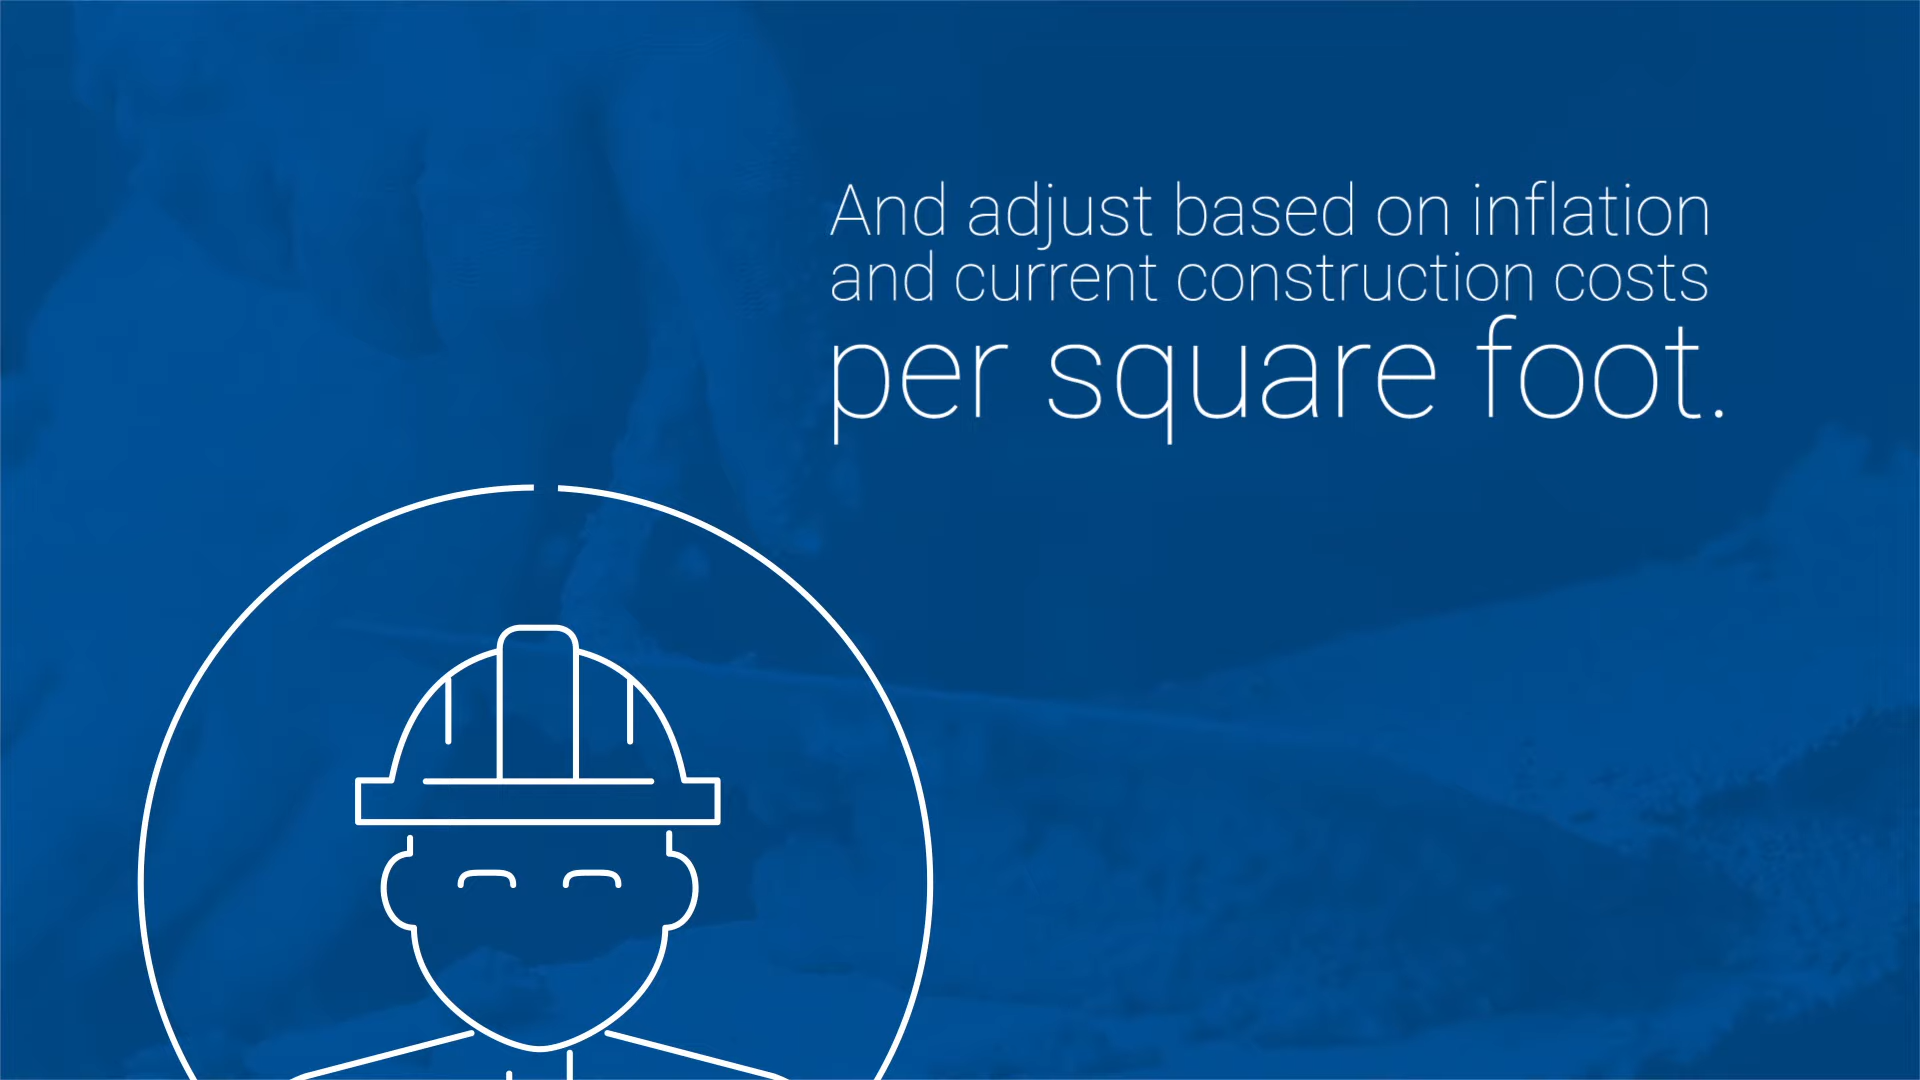 And adjust based on inflation
and current construction costs
per square foot.